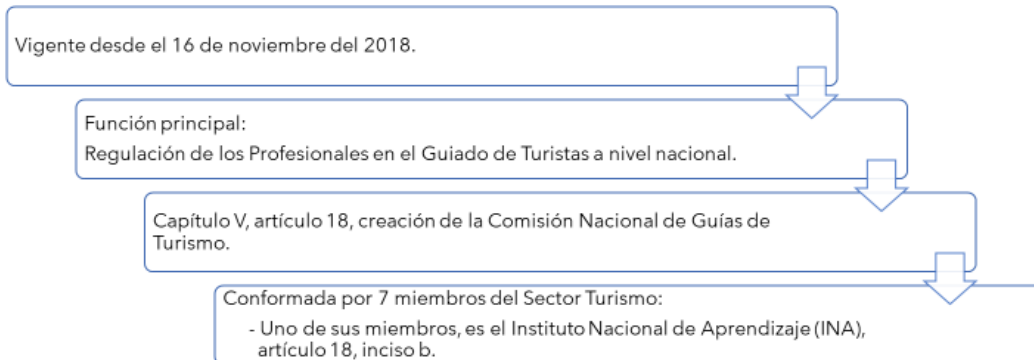 Vigente desde el 16 de noviembre del 2018.
Función principal:
Regulación de los Profesionales en el Guiado de Turistas a nivel nacional.
Capítulo V, artículo 18, creación de la Comisión Nacional de Guías de
Turismo.
Conformada por 7 miembros del Sector Turismo:
- Uno de sus miembros, es el Instituto Nacional de Aprendizaje (INA),
artículo 18, inciso b.